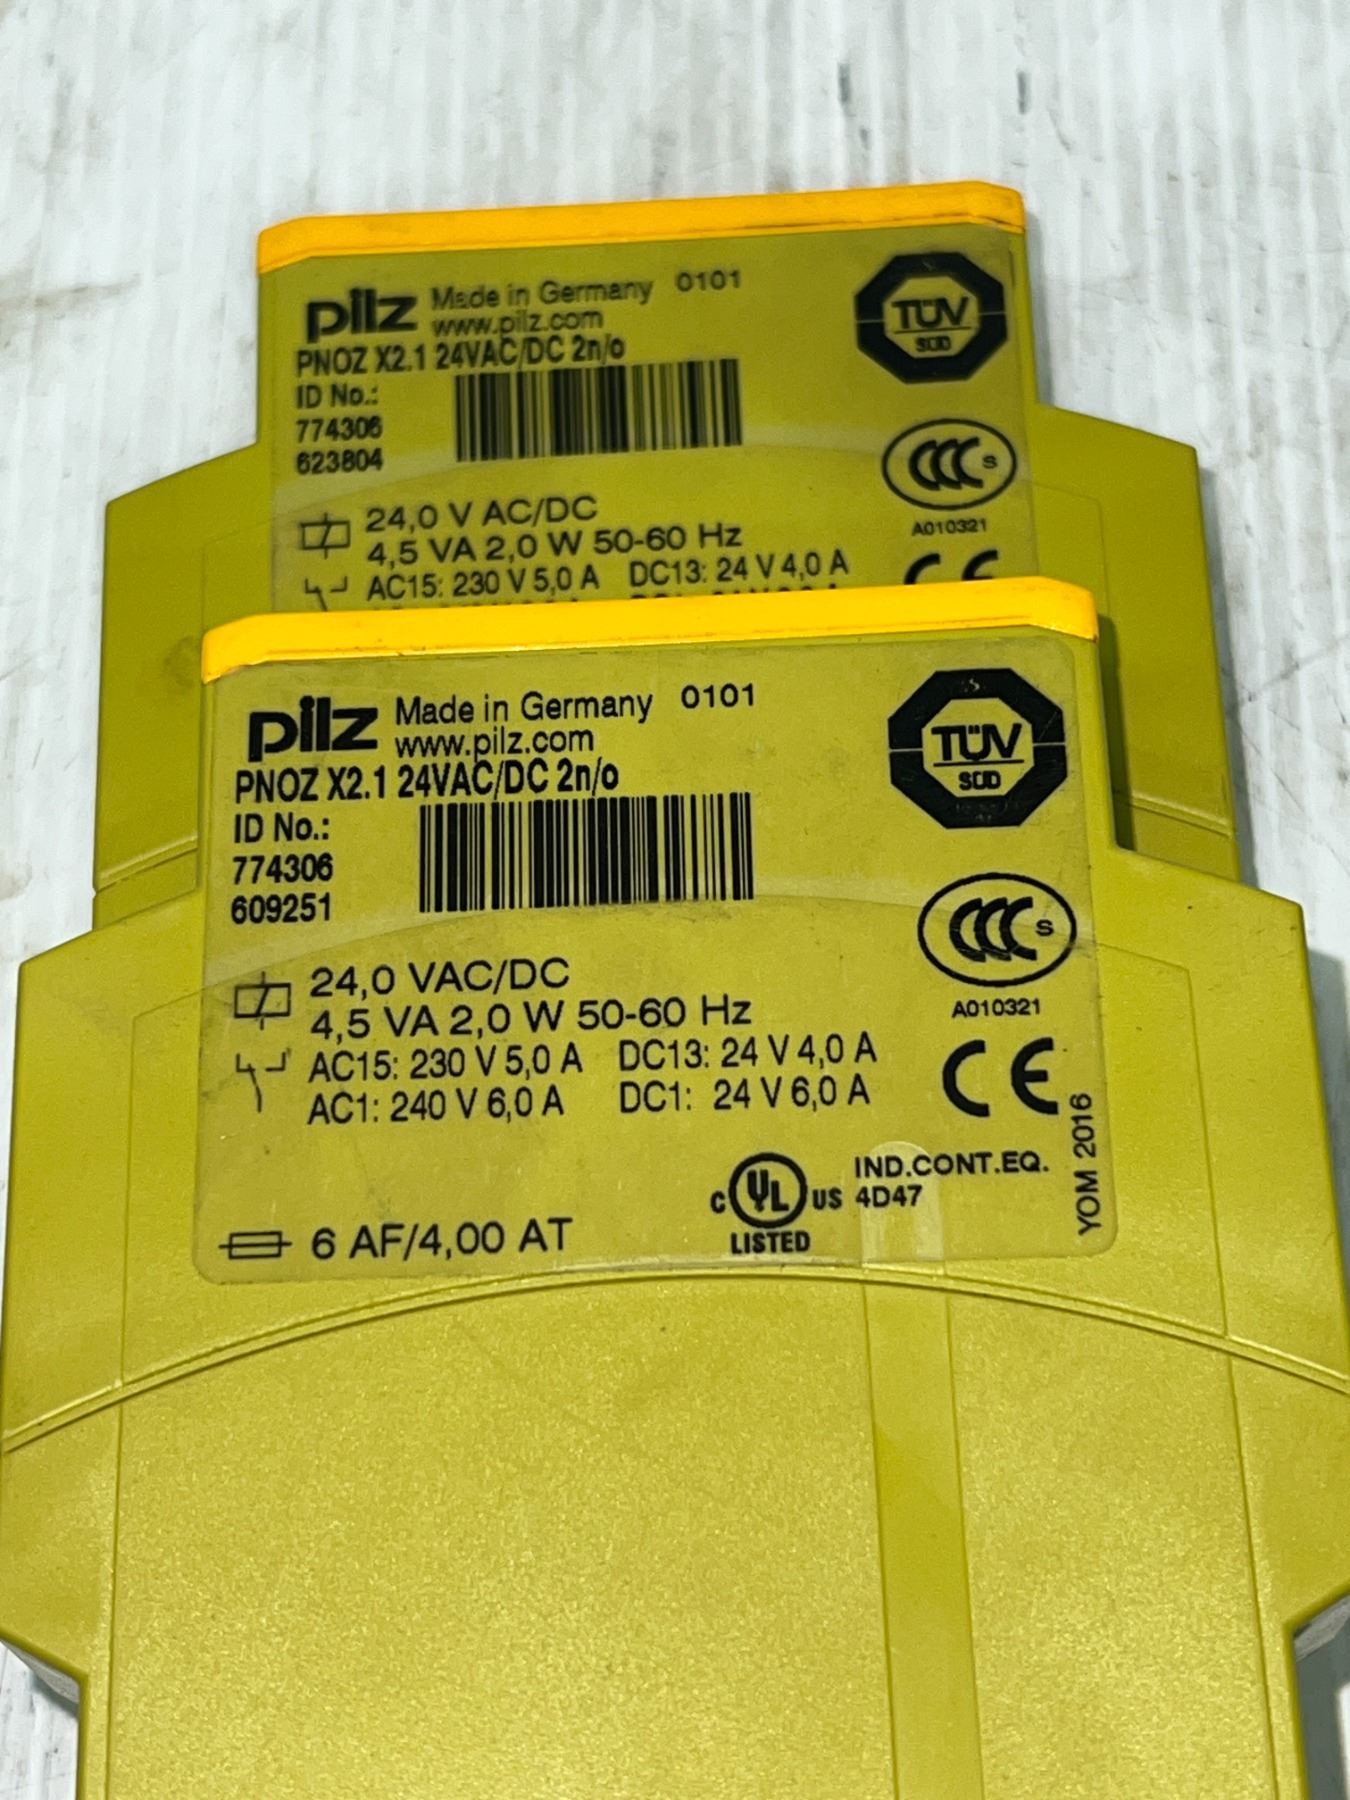 pilz Made in Germany 0101
www.pilz.com
PNOZ X2.1 24VAC/DC 2n/o
ID No.:
774306
623804
TÜV
SÜD
CCC S
A010321
24,0 V AC/DC
4,5 VA 2,0 W 50-60 Hz
AC15: 230 V 5,0 A DC13: 24 V 4,0 A
CE
pilz Made in Germany 0101
www.pilz.com
PNOZ X2.1 24VAC/DC 2n/o
ID No.:
774306
609251
TÜV
SÜD
CCC S
A010321
24,0 VAC/DC
4,5 VA 2,0 W 50-60 Hz
AC15: 230 V 5,0 A DC13: 24 V 4,0 A
AC1: 240 V 6,0 A DC1: 24 V 6,0 A
CE
YOM 2016
6 AF/4,00 AT
C UL US
LISTED
IND.CONT.EQ.
4D47